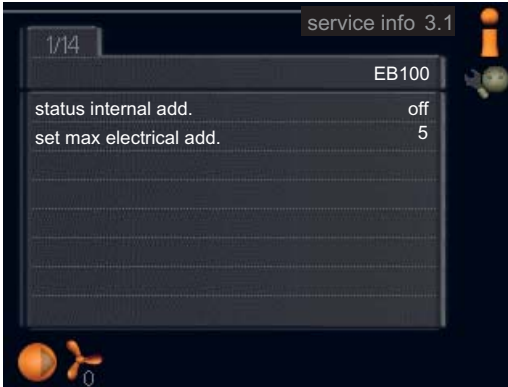 service info 3.1
1/14
EB100
status internal add. off
set max electrical add. 5
0